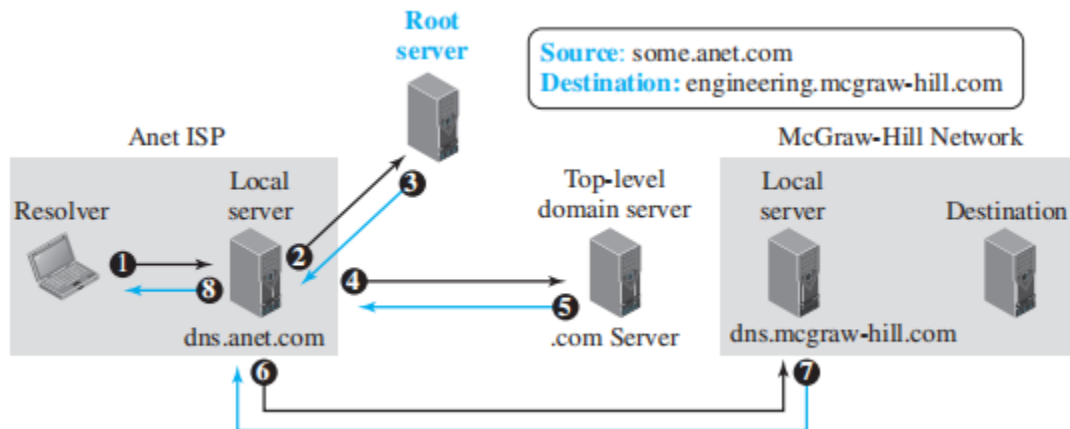 Root
server
Source: some.anet.com
Destination: engineering.mcgraw-hill.com
Anet ISP
McGraw-Hill Network
Resolver
Local
server
Top-level
domain server
Local
server
Destination
1
2
3
4
5
8
dns.anet.com
.com Server
dns.mcgraw-hill.com
6
7